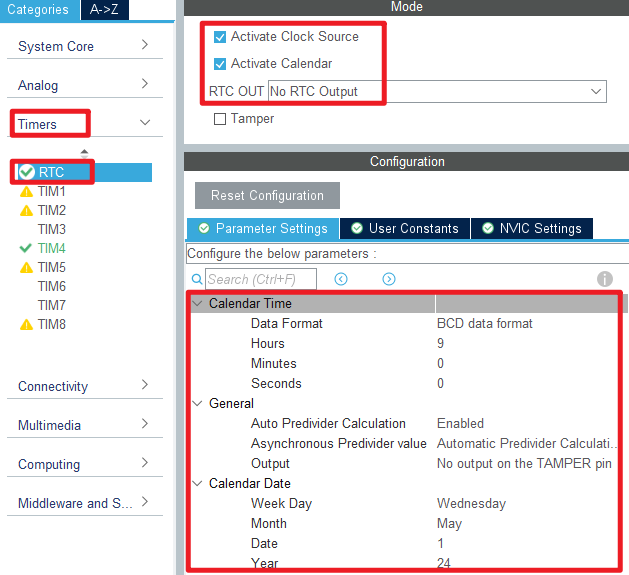 Categories A->Z
System Core
Analog
Timers
RTC
TIM1
TIM2
TIM3
TIM4
TIM5
TIM6
TIM7
TIM8
Connectivity
Multimedia
Computing
Middleware and S...
Mode
Activate Clock Source
Activate Calendar
RTC OUT No RTC Output
Tamper
Configuration
Reset Configuration
Parameter Settings User Constants NVIC Settings
Configure the below parameters :
Search (Ctrl+F)
Calendar Time
Data Format BCD data format
Hours 9
Minutes 0
Seconds 0
General
Auto Predivider Calculation Enabled
Asynchronous Predivider value Automatic Predivider Calculati...
Output No output on the TAMPER pin
Calendar Date
Week Day Wednesday
Month May
Date 1
Year 24